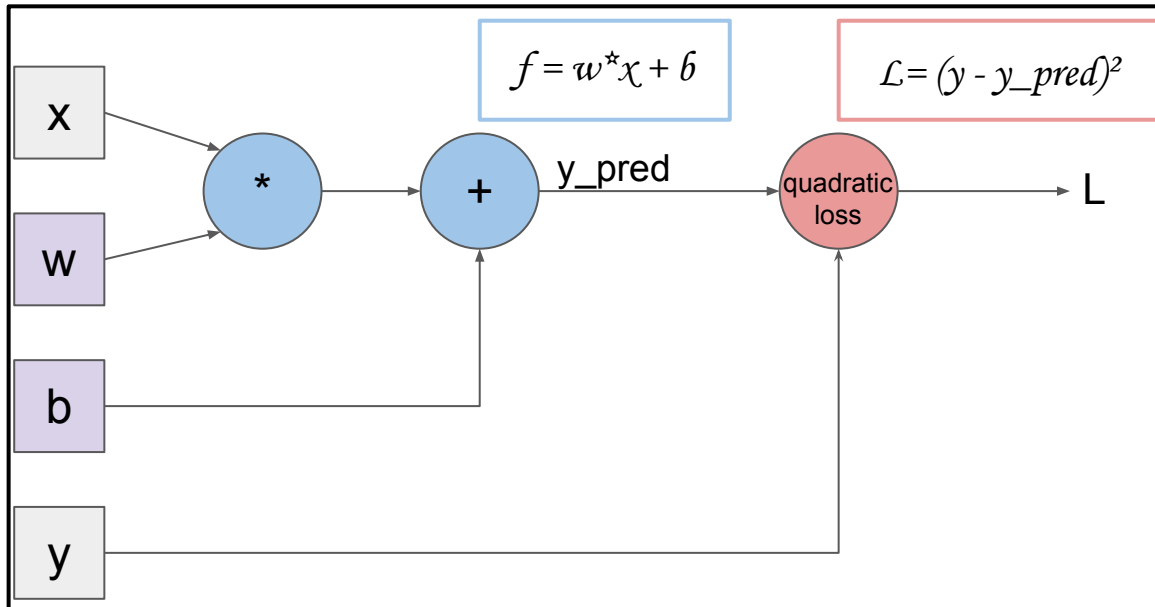 f = w*x + b
L = (y - y_pred)²
x
*
+
y_pred
quadratic
loss
L
w
b
y